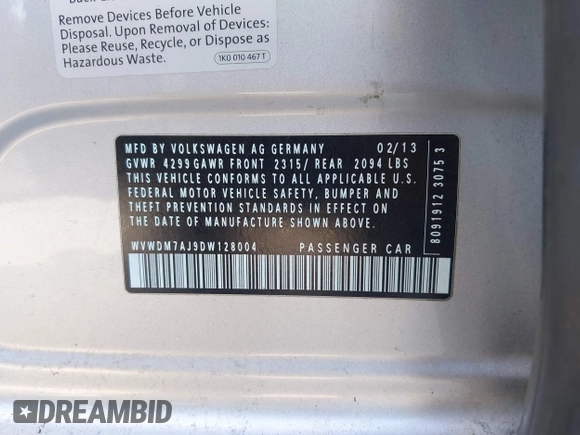 Remove Devices Before Vehicle
Disposal. Upon Removal of Devices:
Please Reuse, Recycle, or Dispose as
Hazardous Waste.
1K0 010 467 T
MFD BY VOLKSWAGEN AG GERMANY 02/13
GVWR 4299 GAWR FRONT 2315/ REAR 2094 LBS
THIS VEHICLE CONFORMS TO ALL APPLICABLE U.S.
FEDERAL MOTOR VEHICLE SAFETY, BUMPER AND
THEFT PREVENTION STANDARDS IN EFFECT ON
THE DATE OF MANUFACTURE SHOWN ABOVE.
WVWDM7AJ9DW128004 PASSENGER CAR
8091912 3075 3
DREAMBID